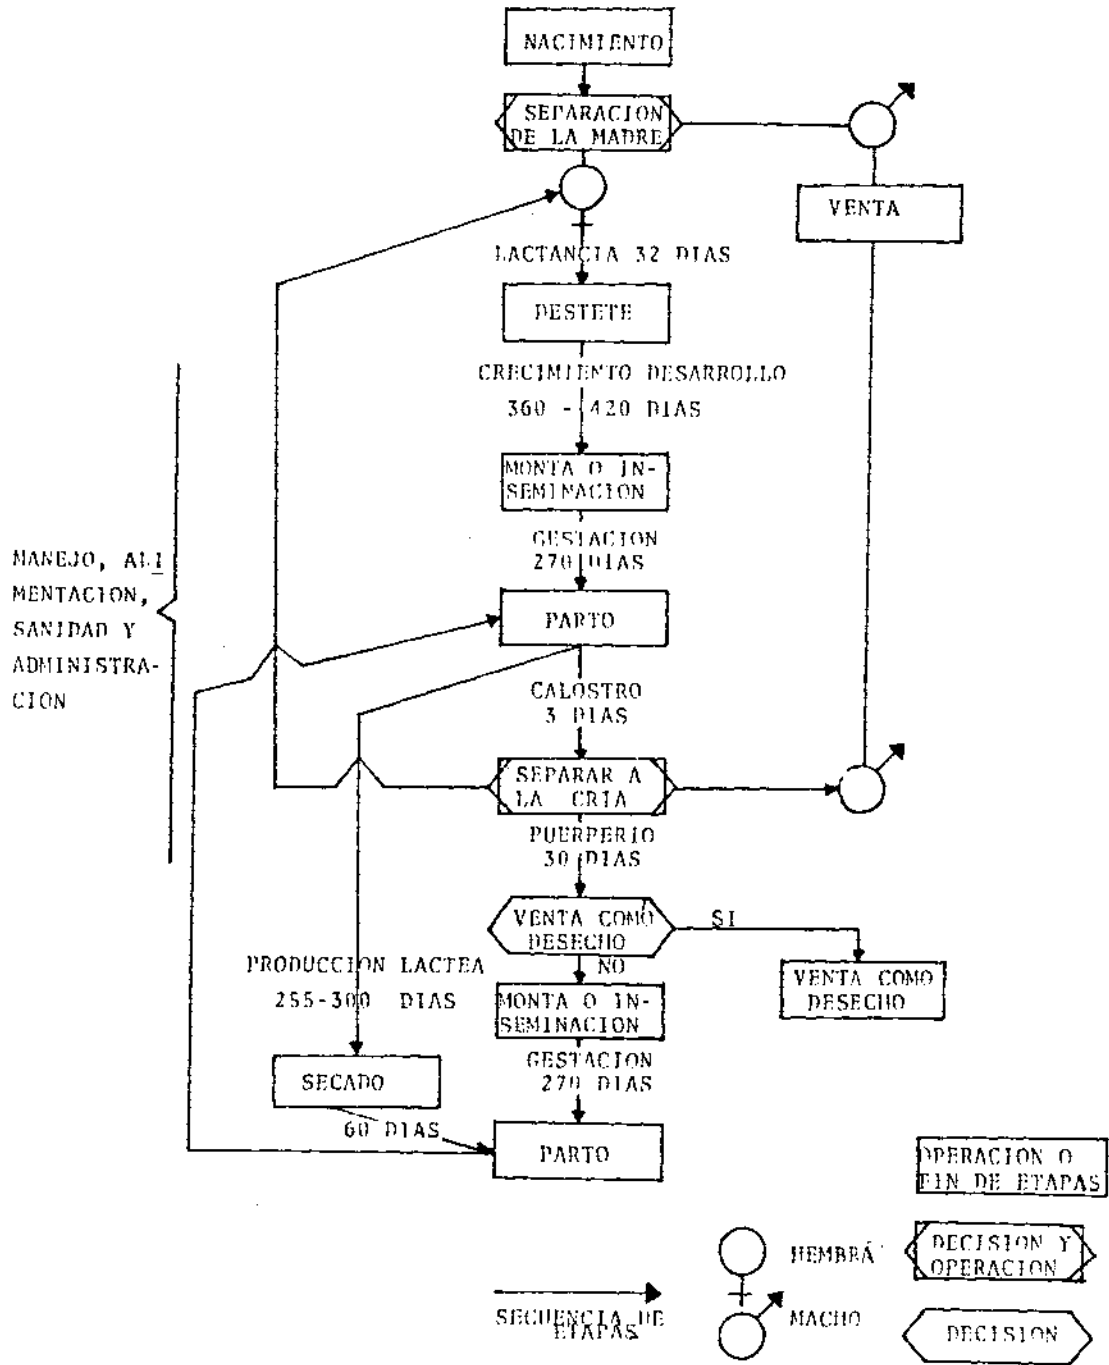 NACIMIENTO
SEPARACION
DE LA MADRE
VENTA
LACTANCIA 32 DIAS
DESTETE
CRECIMIENTO DESARROLLO
360 - 420 DIAS
MONTA O IN-
SEMINACION
GESTACION
270 DIAS
MANEJO, ALI
MENTACION,
SANIDAD Y
ADMINISTRA-
CION
PARTO
CALOSTRO
3 DIAS
SEPARAR A
LA CRIA
PUERPERIO
30 DIAS
VENTA COMO
DESECHO
SI
NO
VENTA COMO
DESECHO
PRODUCCION LACTEA
255-300 DIAS
MONTA O IN-
SEMINACION
GESTACION
270 DIAS
SECADO
60 DIAS
PARTO
OPERACION O
FIN DE ETAPAS
HEMBRÁ
DECISION Y
OPERACION
SECUENCIA DE
ETAPAS
MACHO
DECISION